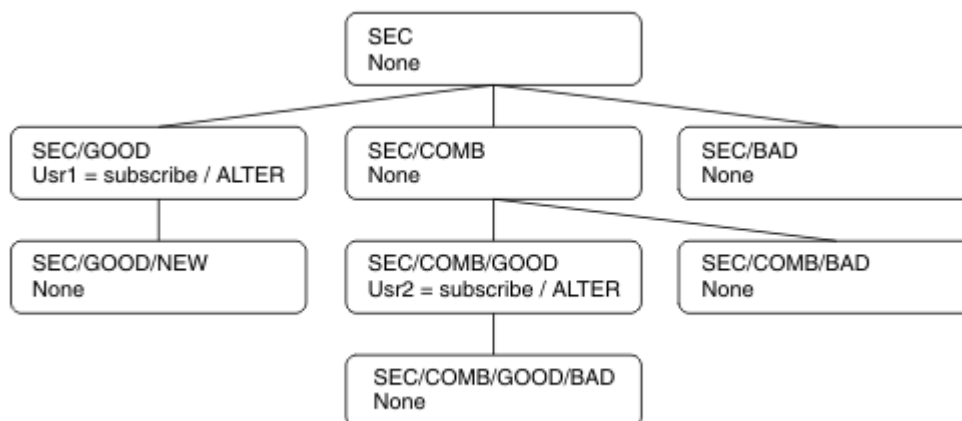 SEC
None
SEC/GOOD
Usr1 = subscribe / ALTER
SEC/COMB
None
SEC/BAD
None
SEC/GOOD/NEW
None
SEC/COMB/GOOD
Usr2 = subscribe / ALTER
SEC/COMB/BAD
None
SEC/COMB/GOOD/BAD
None